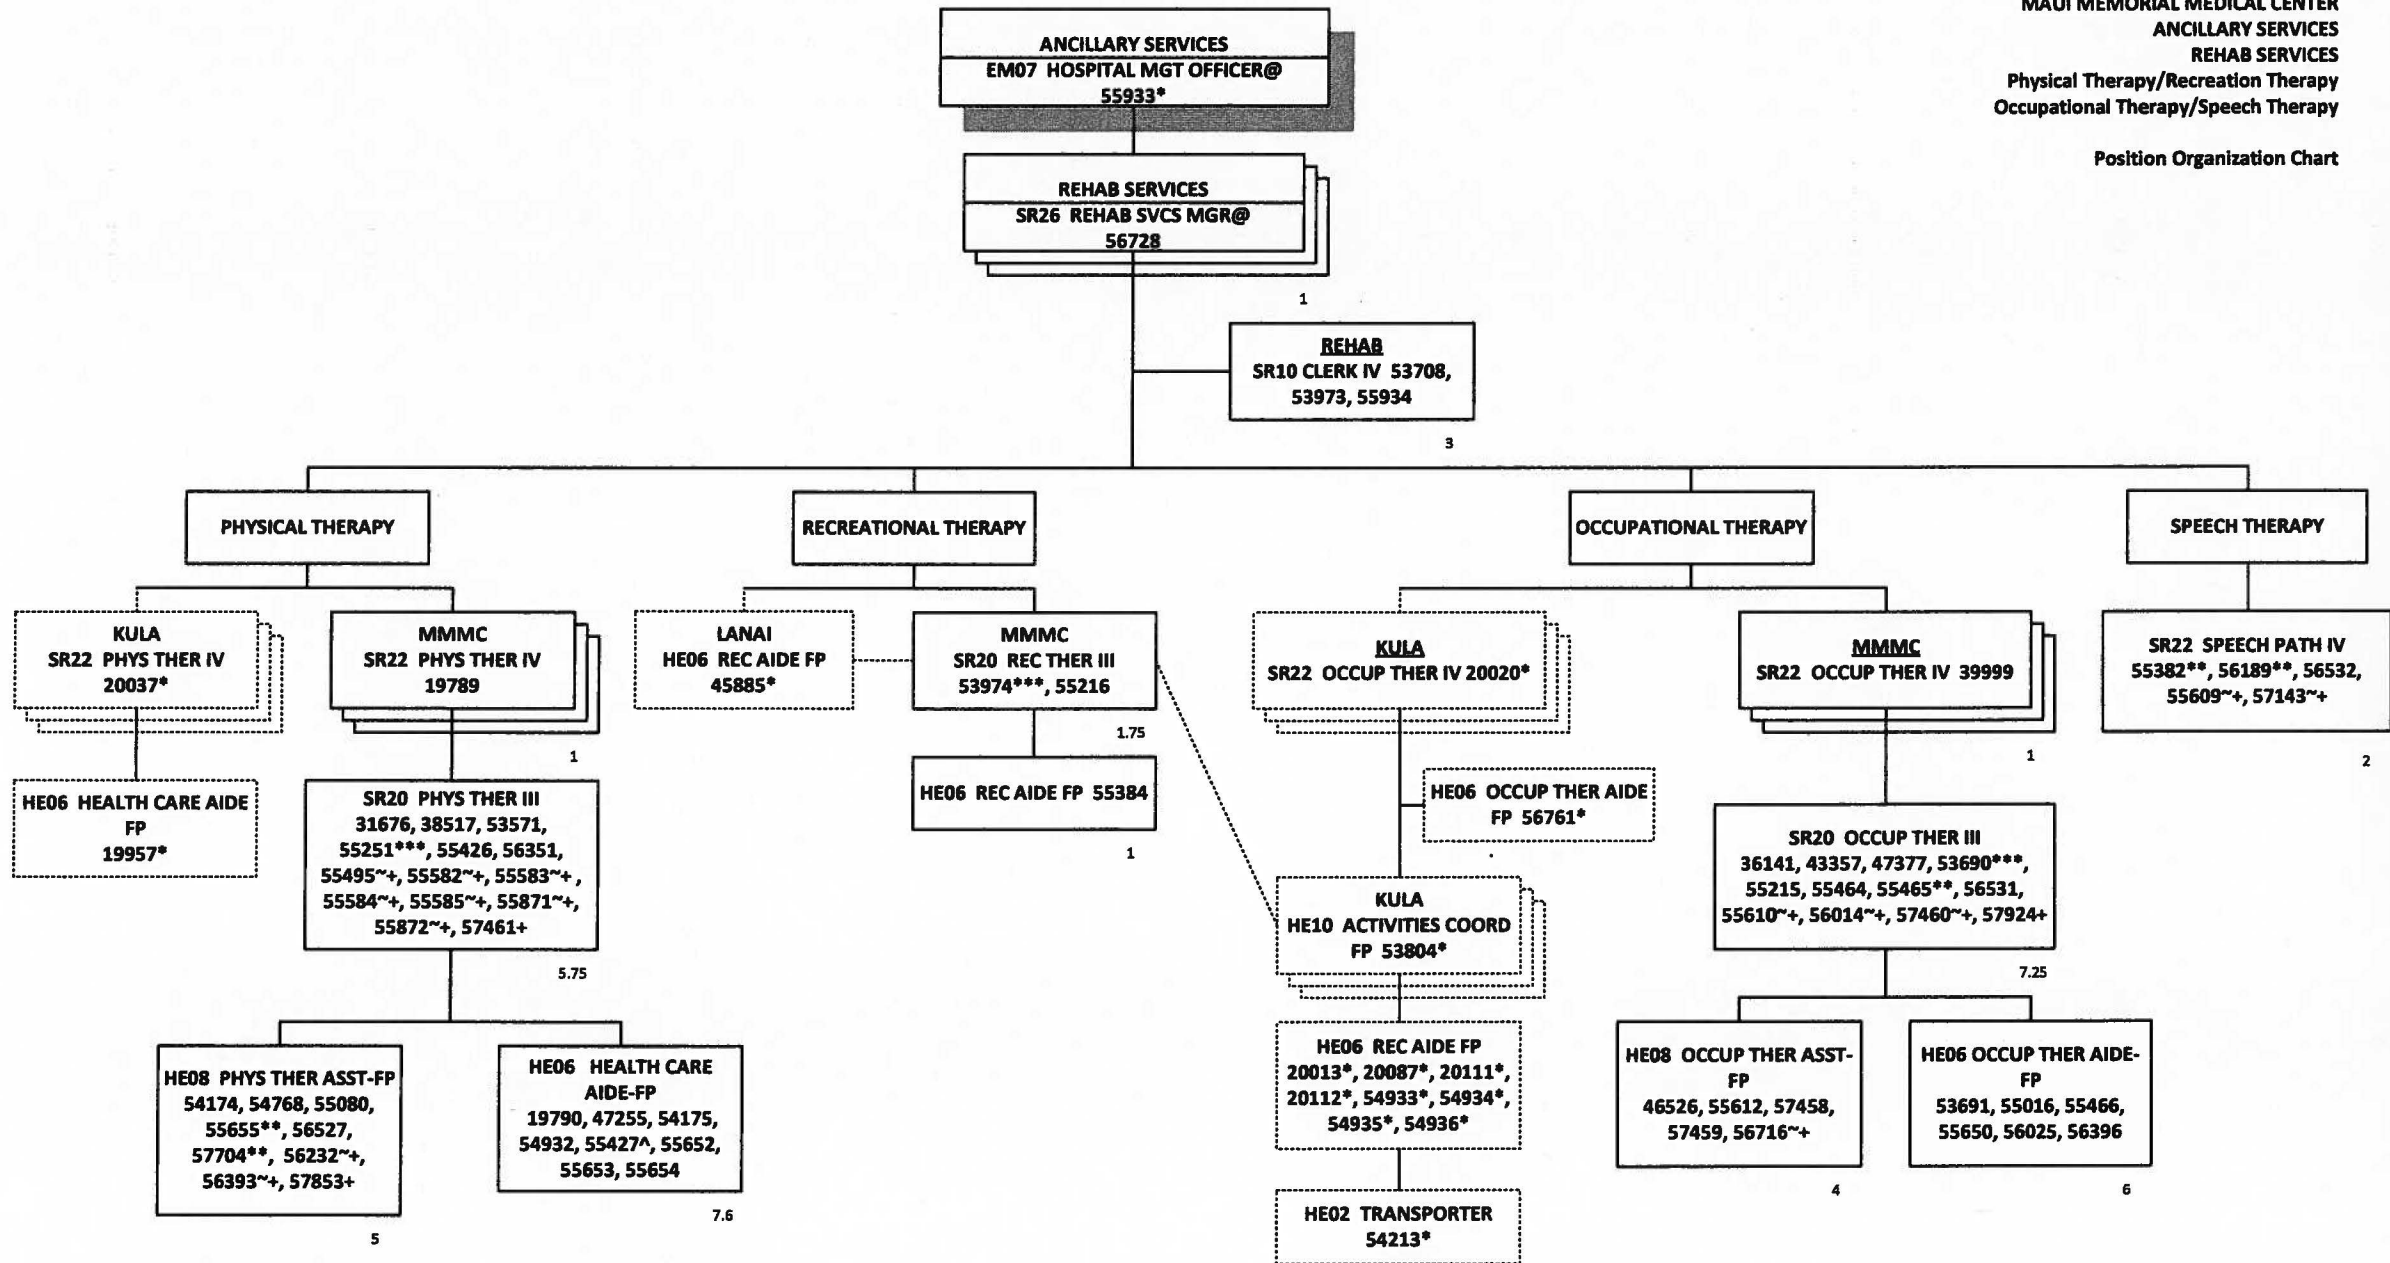 MAUI MEMORIAL MEDICAL CENTER
ANCILLARY SERVICES
REHAB SERVICES
Physical Therapy/Recreation Therapy
Occupational Therapy/Speech Therapy
Position Organization Chart
ANCILLARY SERVICES
EM07 HOSPITAL MGT OFFICER@
55933*
REHAB SERVICES
SR26 REHAB SVCS MGR@
56728
1
REHAB
SR10 CLERK IV 53708,
53973, 55934
3
PHYSICAL THERAPY
RECREATIONAL THERAPY
OCCUPATIONAL THERAPY
SPEECH THERAPY
KULA
SR22 PHYS THER IV
20037*
HE06 HEALTH CARE AIDE
FP
19957*
MMMC
SR22 PHYS THER IV
19789
1
SR20 PHYS THER III
31676, 38517, 53571,
55251***, 55426, 56351,
55495~+, 55582~+, 55583~+ ,
55584~+, 55585~+, 55871~+,
55872~+, 57461+
5.75
HE08 PHYS THER ASST-FP
54174, 54768, 55080,
55655**, 56527,
57704**, 56232~+,
56393~+, 57853+
5
HE06 HEALTH CARE
AIDE-FP
19790, 47255, 54175,
54932, 55427^, 55652,
55653, 55654
7.6
LANAI
HE06 REC AIDE FP
45885*
MMMC
SR20 REC THER III
53974***, 55216
1.75
HE06 REC AIDE FP 55384
1
KULA
SR22 OCCUP THER IV 20020*
HE06 OCCUP THER AIDE
FP 56761*
KULA
HE10 ACTIVITIES COORD
FP 53804*
HE06 REC AIDE FP
20013*, 20087*, 20111*,
20112*, 54933*, 54934*,
54935*, 54936*
HE02 TRANSPORTER
54213*
MMMC
SR22 OCCUP THER IV 39999
1
SR20 OCCUP THER III
36141, 43357, 47377, 53690***,
55215, 55464, 55465**, 56531,
55610~+, 56014~+, 57460~+, 57924+
7.25
HE08 OCCUP THER ASST-
FP
46526, 55612, 57458,
57459, 56716~+
4
HE06 OCCUP THER AIDE-
FP
53691, 55016, 55466,
55650, 56025, 56396
6
SR22 SPEECH PATH IV
55382**, 56189**, 56532,
55609~+, 57143~+
2